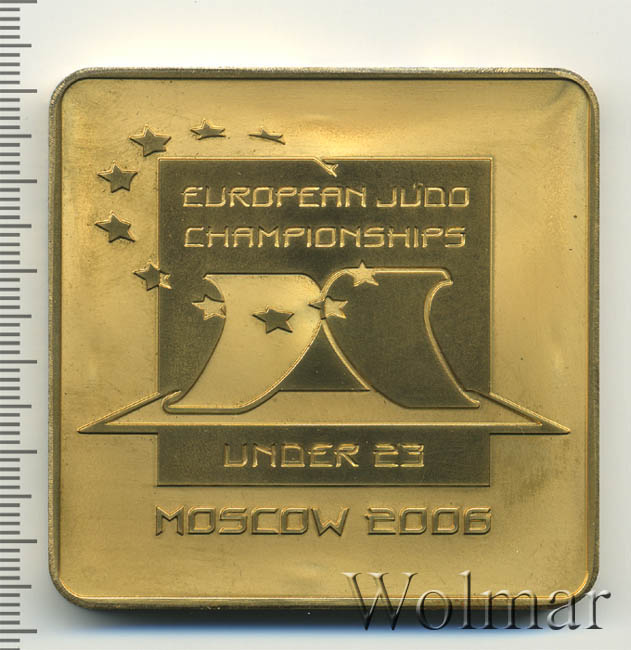 EUROPEAN JUDO
CHAMPIONSHIPS
UNDER 23
MOSCOW 2006
Wolmar